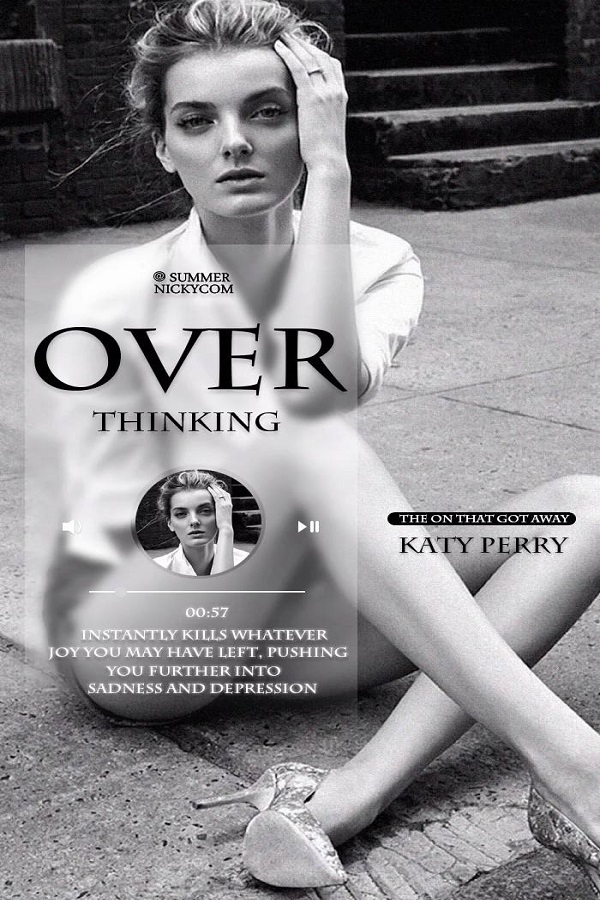 @ SUMMER
NICKYCOM
OVER
THINKING
THE ON THAT GOT AWAY
KATY PERRY
00:57
INSTANTLY KILLS WHATEVER
JOY YOU MAY HAVE LEFT, PUSHING
YOU FURTHER INTO
SADNESS AND DEPRESSION